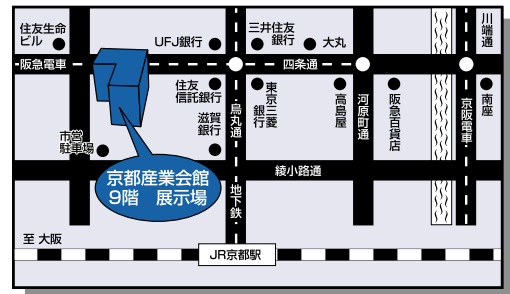 住友生命
ビル
UFJ銀行
三井住友
銀行
大丸
川端通
阪急電車
四条通
住友
信託銀行
烏丸通
東京三菱
銀行
高島屋
河原町通
阪急百貨店
京阪電車
南座
滋賀
銀行
市営
駐車場
京都産業会館
9階 展示場
綾小路通
地下鉄
至 大阪
JR京都駅